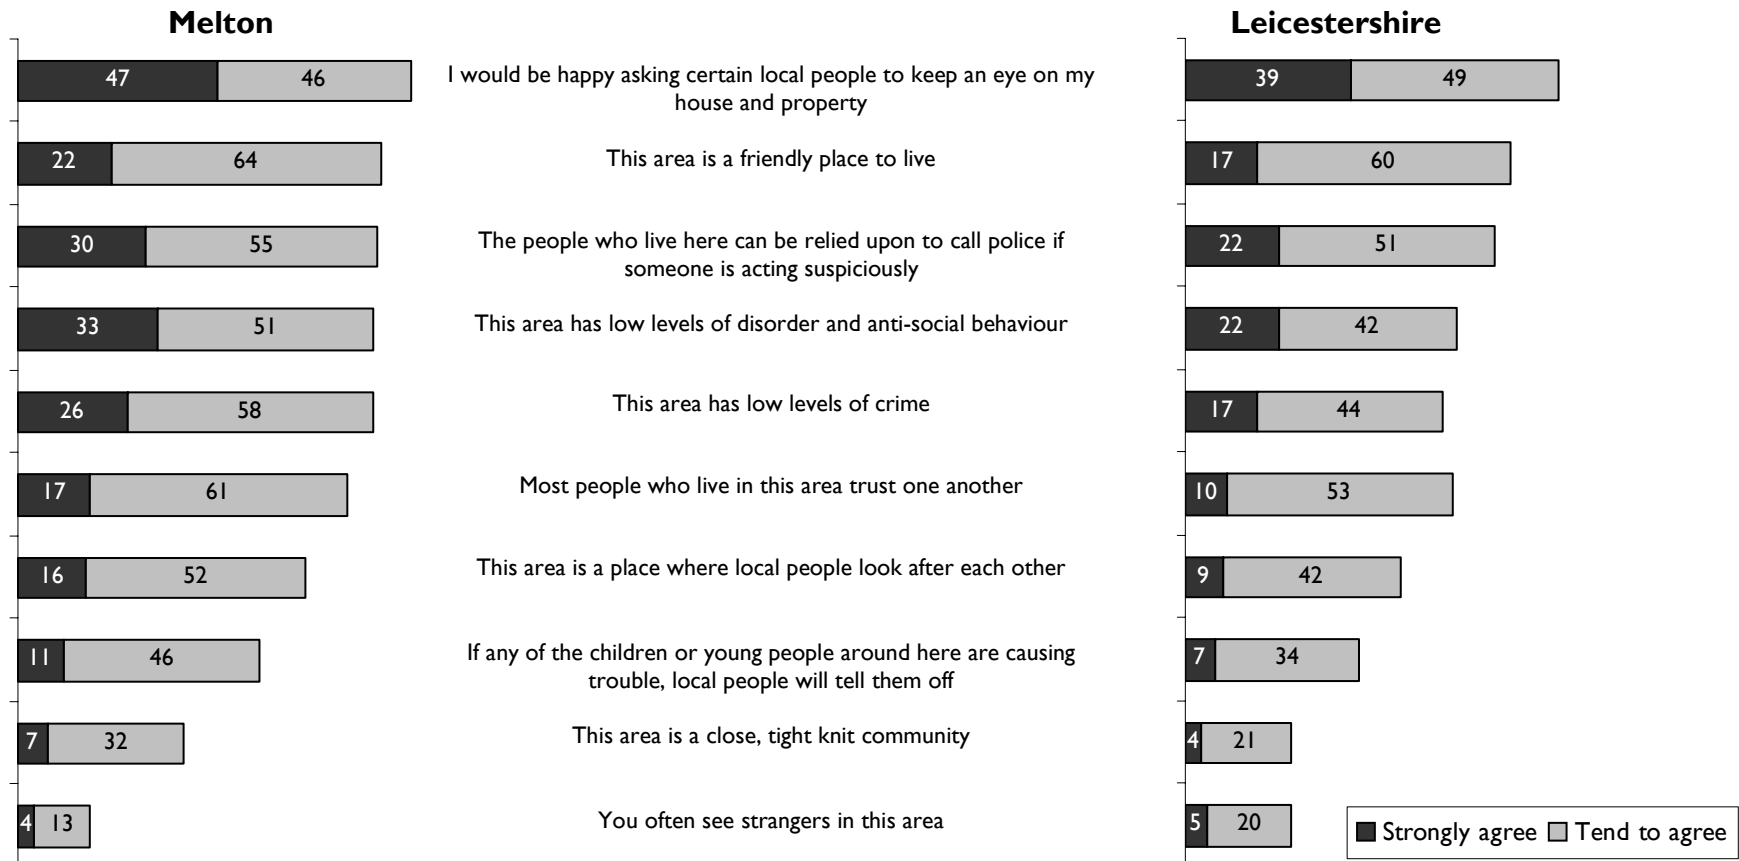 Melton Leicestershire
47 46 I would be happy asking certain local people to keep an eye on my 39 49
house and property
22 64 This area is a friendly place to live 17 60
30 55 The people who live here can be relied upon to call police if 22 51
someone is acting suspiciously
33 51 This area has low levels of disorder and anti-social behaviour 22 42
26 58 This area has low levels of crime 17 44
17 61 Most people who live in this area trust one another 10 53
16 52 This area is a place where local people look after each other 9 42
11 46 If any of the children or young people around here are causing 7 34
trouble, local people will tell them off
7 32 This area is a close, tight knit community 4 21
4 13 You often see strangers in this area 5 20
Strongly agree Tend to agree